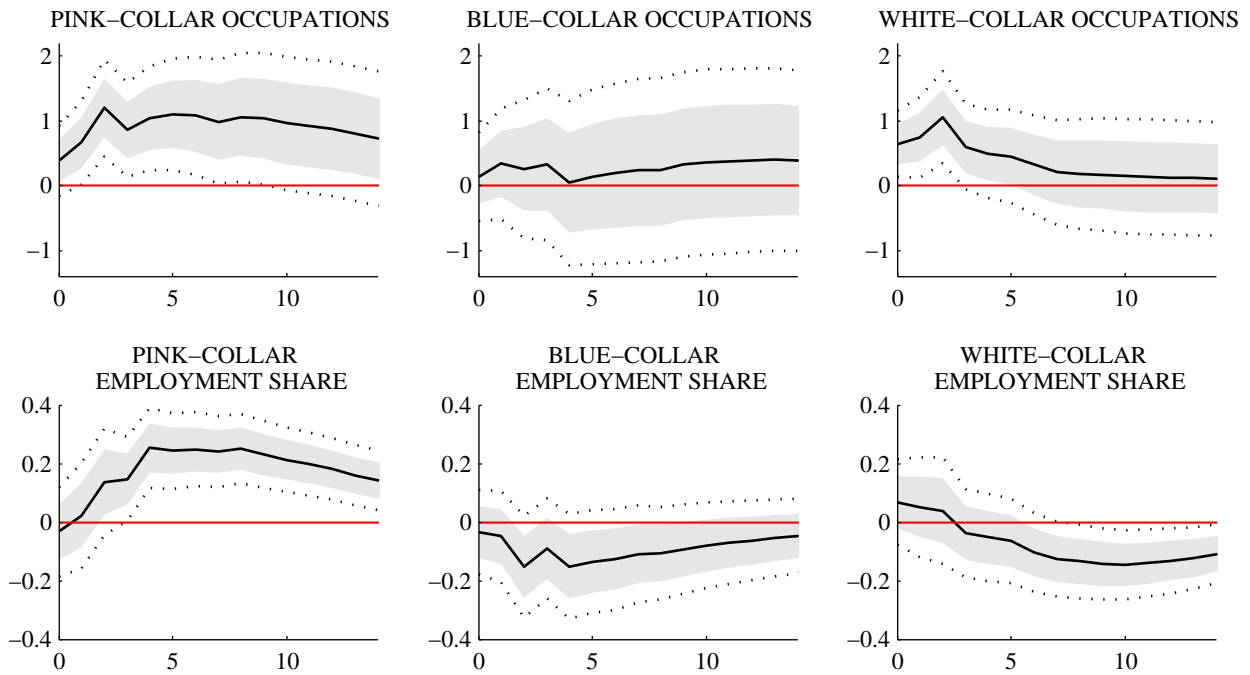 PINK–COLLAR OCCUPATIONS
2
1
0
−1
0 5 10
BLUE–COLLAR OCCUPATIONS
2
1
0
−1
0 5 10
WHITE–COLLAR OCCUPATIONS
2
1
0
−1
0 5 10
PINK–COLLAR
EMPLOYMENT SHARE
0.4
0.2
0
−0.2
−0.4
0 5 10
BLUE–COLLAR
EMPLOYMENT SHARE
0.4
0.2
0
−0.2
−0.4
0 5 10
WHITE–COLLAR
EMPLOYMENT SHARE
0.4
0.2
0
−0.2
−0.4
0 5 10